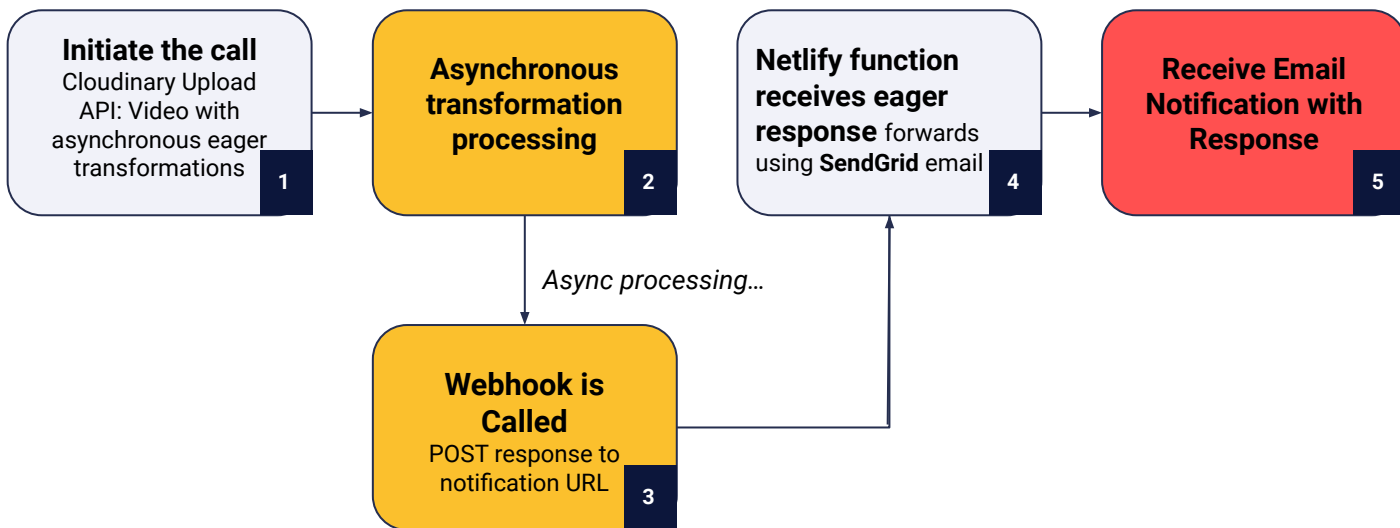 Initiate the call
Cloudinary Upload
API: Video with
asynchronous eager
transformations
1
Asynchronous
transformation
processing
2
Async processing…
Webhook is
Called
POST response to
notification URL
3
Netlify function
receives eager
response forwards
using SendGrid email
4
Receive Email
Notification with
Response
5